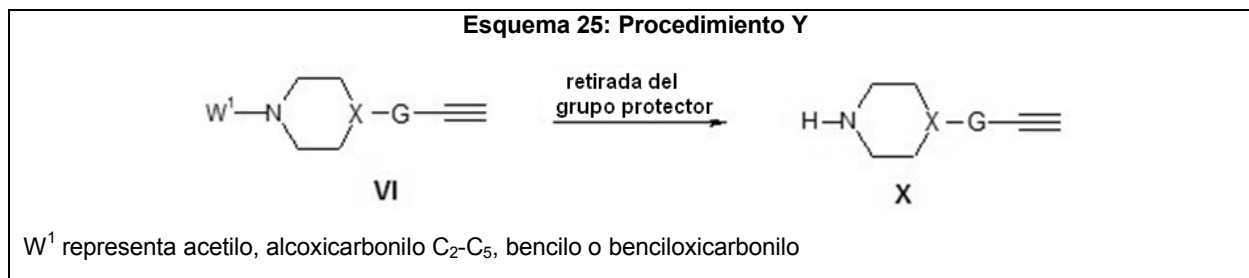 Esquema 25: Procedimiento Y
retirada del
grupo protector
W¹—N X—G
H—N X—G
VI
X
W¹ representa acetilo, alcoxicarbonilo C₂-C₅, bencilo o benciloxicarbonilo